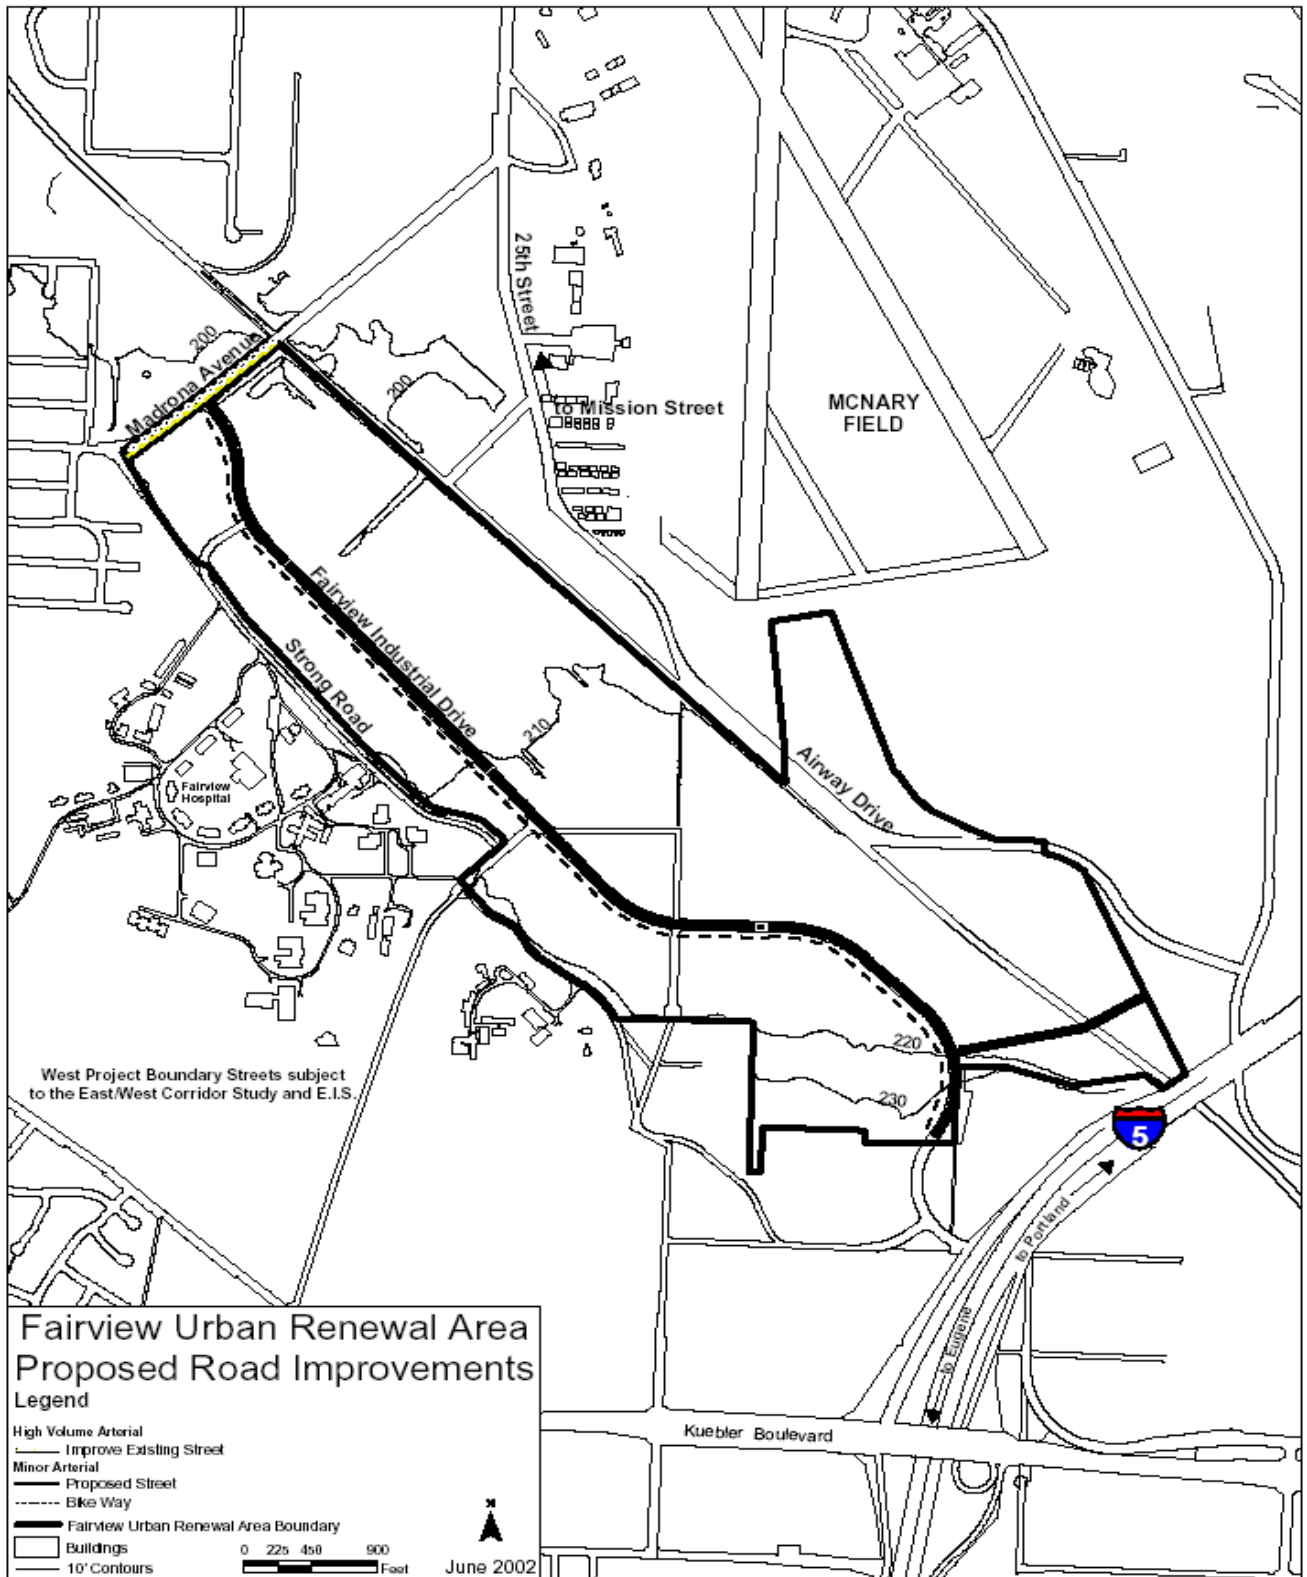 25th Street
200
Madrona Avenue
200
to Mission Street
MCNARY
FIELD
Fairview Industrial Drive
Strong Road
210
Airway Drive
Fairview
Hospital
220
West Project Boundary Streets subject
to the East/West Corridor Study and E.I.S.
230
5
to Portland
to Eugene
Kuebler Boulevard
Fairview Urban Renewal Area
Proposed Road Improvements
Legend
High Volume Arterial
Improve Existing Street
Minor Arterial
Proposed Street
Bike Way
Fairview Urban Renewal Area Boundary
Buildings
10' Contours
0 225 450 900
Feet
N
June 2002